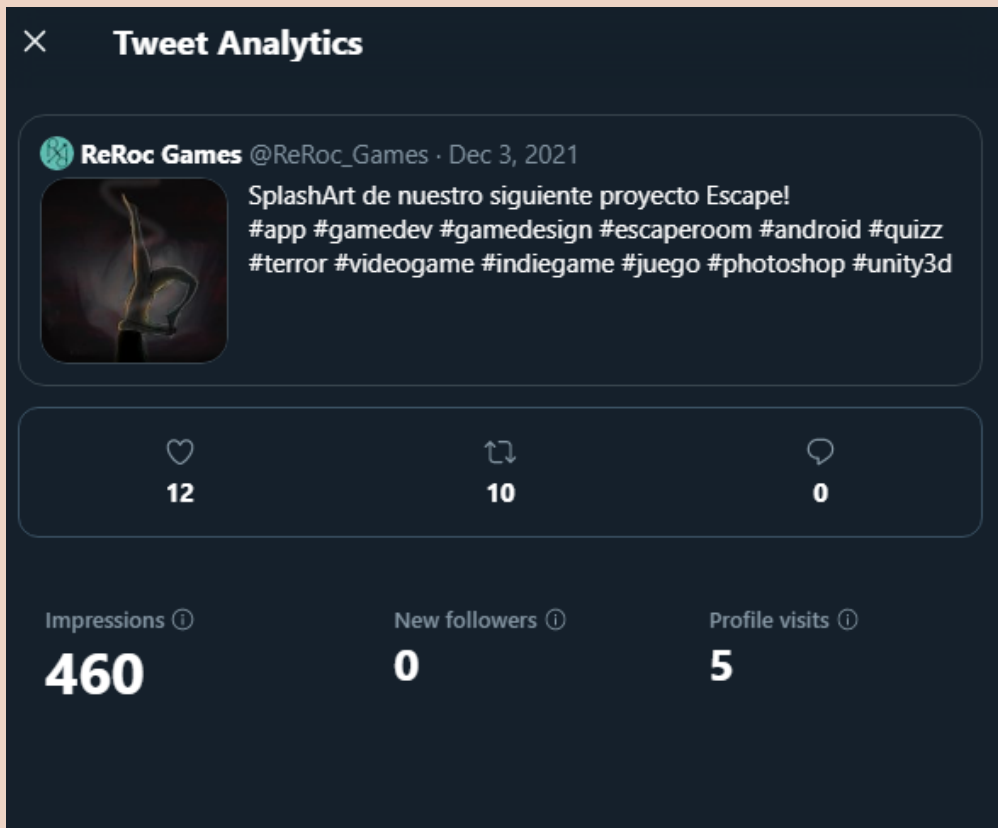 Tweet Analytics
ReRoc Games @ReRoc_Games · Dec 3, 2021
SplashArt de nuestro siguiente proyecto Escape!
#app #gamedev #gamedesign #escaperoom #android #quizz
#terror #videogame #indiegame #juego #photoshop #unity3d
12 10 0
Impressions New followers Profile visits
460 0 5